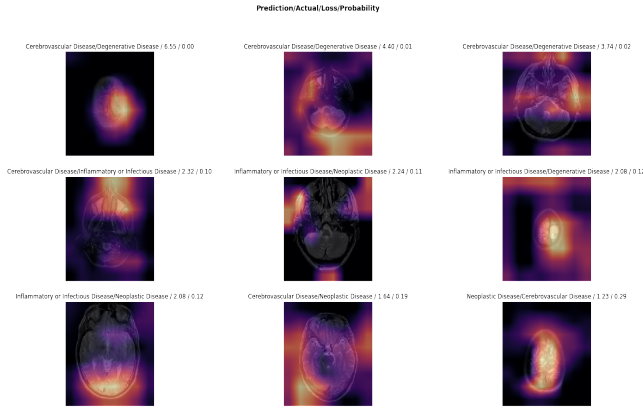 Prediction/Actual/Loss/Probability
Cerebrovascular Disease/Degenerative Disease / 6.55 / 0.00
Cerebrovascular Disease/Degenerative Disease / 4.40 / 0.01
Cerebrovascular Disease/Degenerative Disease / 3.74 / 0.02
Cerebrovascular Disease/Inflammatory or Infectious Disease / 2.32 / 0.10
Inflammatory or Infectious Disease/Neoplastic Disease / 2.24 / 0.11
Inflammatory or Infectious Disease/Degenerative Disease / 2.08 / 0.12
Inflammatory or Infectious Disease/Neoplastic Disease / 2.08 / 0.12
Cerebrovascular Disease/Neoplastic Disease / 1.64 / 0.19
Neoplastic Disease/Cerebrovascular Disease / 1.23 / 0.29